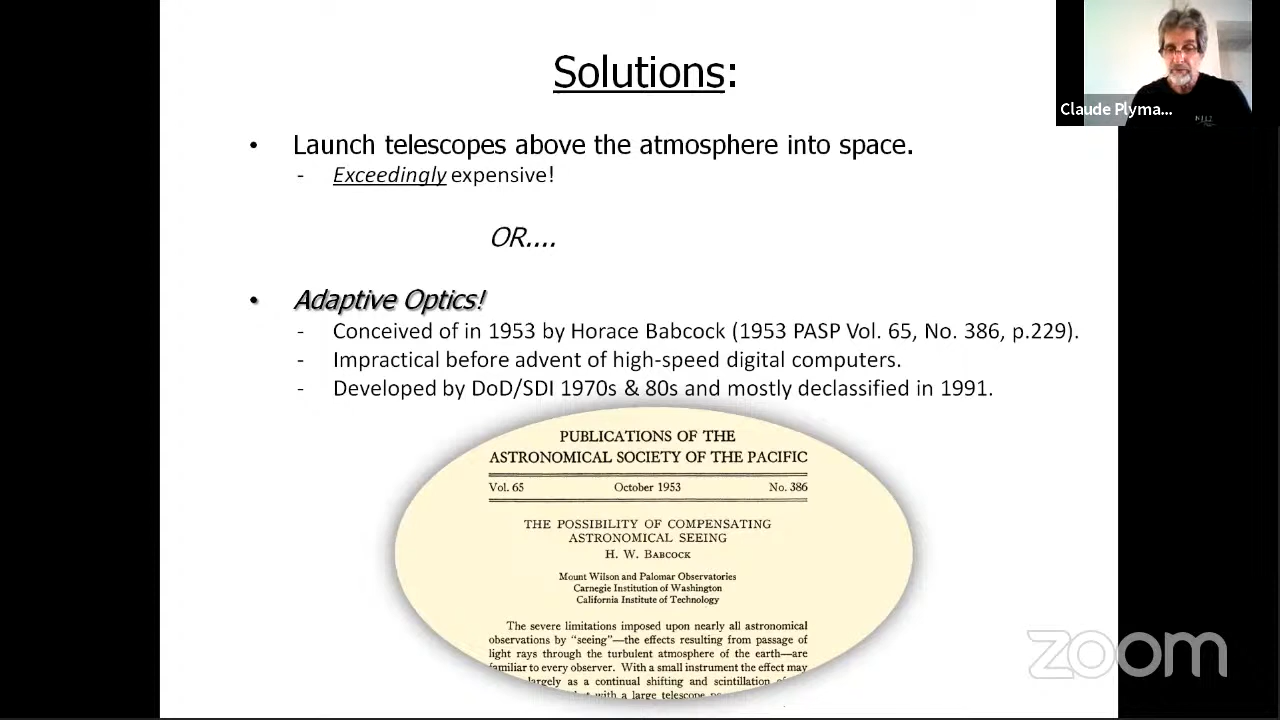 Solutions:
• Launch telescopes above the atmosphere into space.
- Exceedingly expensive!
OR....
• Adaptive Optics!
- Conceived of in 1953 by Horace Babcock (1953 PASP Vol. 65, No. 386, p.229).
- Impractical before advent of high-speed digital computers.
- Developed by DoD/SDI 1970s & 80s and mostly declassified in 1991.
PUBLICATIONS OF THE
ASTRONOMICAL SOCIETY OF THE PACIFIC
Vol. 65 October 1953 No. 386
THE POSSIBILITY OF COMPENSATING
ASTRONOMICAL SEEING
H. W. BABCOCK
Mount Wilson and Palomar Observatories
Carnegie Institution of Washington
California Institute of Technology
The severe limitations imposed upon nearly all astronomical
observations by "seeing"—the effects resulting from passage of
light rays through the turbulent atmosphere of the earth—are
familiar to every observer. With a small instrument the effect may
largely as a continual shifting and scintillation
with a large telescope
Claude Plyma...
zoom